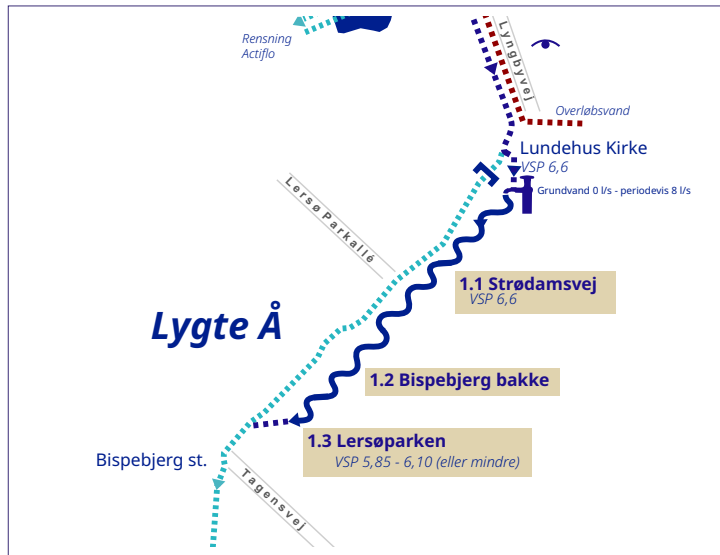 Rensning
Actiflo
Lyngbyvej
Overløbsvand
Lundehus Kirke
VSP 6,6
Grundvand 0 l/s - periodevis 8 l/s
Lersø Parkallé
1.1 Strødamsvej
VSP 6,6
Lygte Å
1.2 Bispebjerg bakke
1.3 Lersøparken
VSP 5,85 - 6,10 (eller mindre)
Bispebjerg st.
Tagensvej